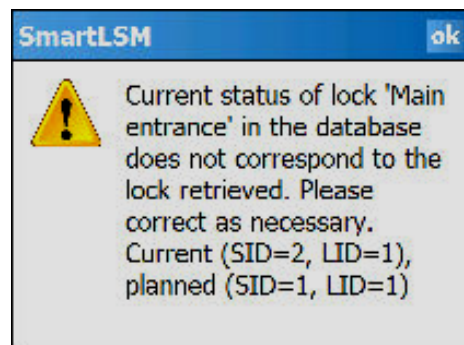 SmartLSM ok
Current status of lock 'Main
entrance' in the database
does not correspond to the
lock retrieved. Please
correct as necessary.
Current (SID=2, LID=1),
planned (SID=1, LID=1)